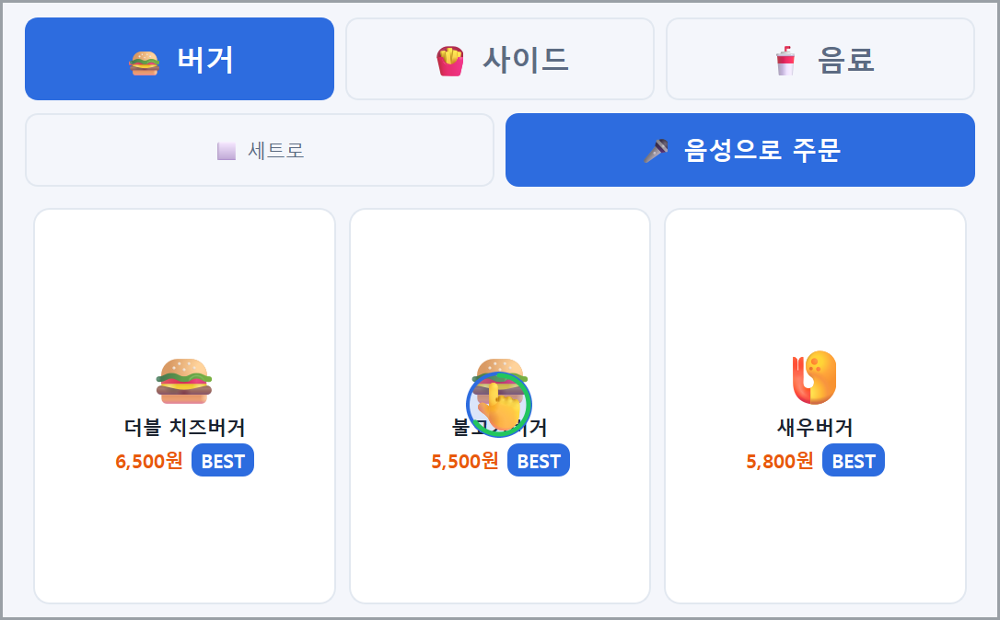 버거
사이드
음료
세트로
음성으로 주문
더블 치즈버거
6,500원 BEST
5,500원 BEST
새우버거
5,800원 BEST